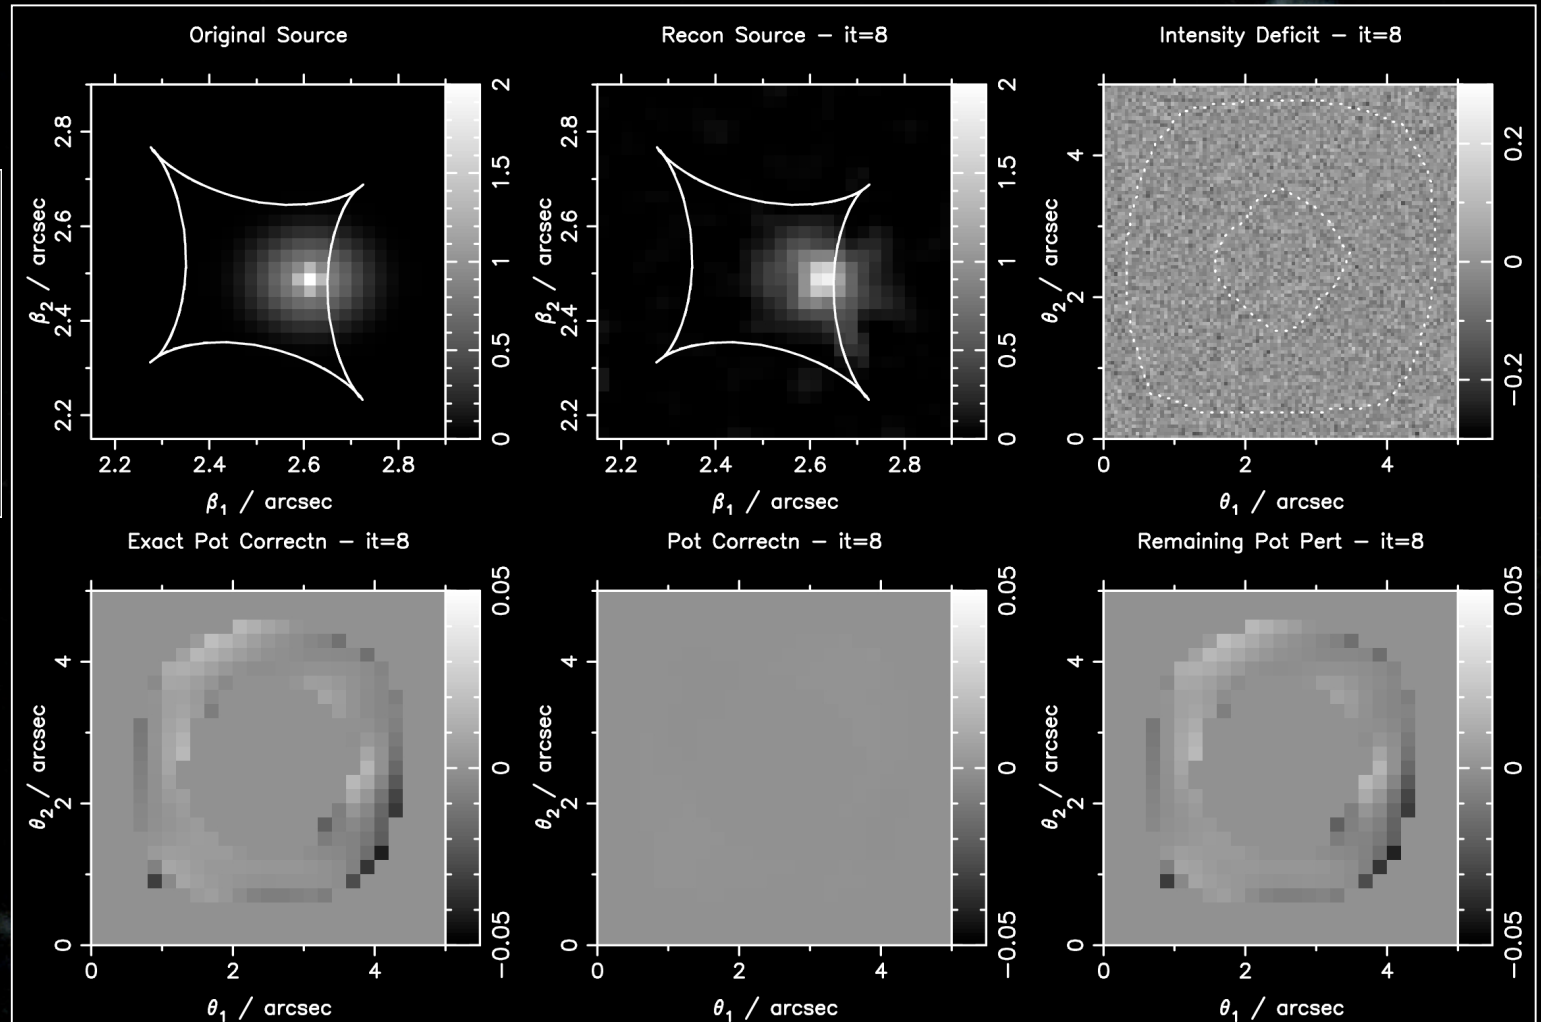 Original Source
Recon Source – it=8
Intensity Deficit – it=8
2.8
2.6
2.4
2.2
β2 / arcsec
2.2 2.4 2.6 2.8
β1 / arcsec
2
1.5
1
0.5
0
2.8
2.6
2.4
2.2
β2 / arcsec
2.2 2.4 2.6 2.8
β1 / arcsec
2
1.5
1
0.5
0
4
2
0
θ2 / arcsec
0 2 4
θ1 / arcsec
0.2
0
–0.2
Exact Pot Correctn – it=8
Pot Correctn – it=8
Remaining Pot Pert – it=8
4
2
0
θ2 / arcsec
0 2 4
θ1 / arcsec
0.05
0
–0.05
4
2
0
θ2 / arcsec
0 2 4
θ1 / arcsec
0.05
0
–0.05
4
2
0
θ2 / arcsec
0 2 4
θ1 / arcsec
0.05
0
–0.05